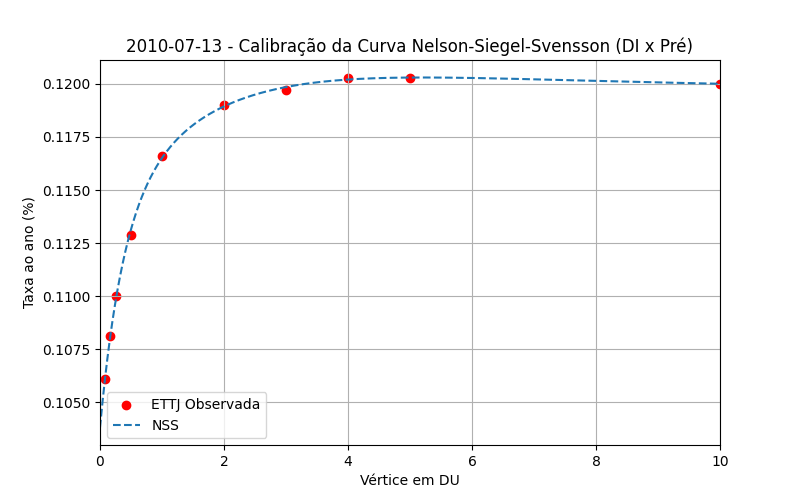 2010-07-13 - Calibração da Curva Nelson-Siegel-Svensson (DI x Pré)
Taxa ao ano (%)
0.1200
0.1175
0.1150
0.1125
0.1100
0.1075
0.1050
ETTJ Observada
NSS
0 2 4 6 8 10
Vértice em DU